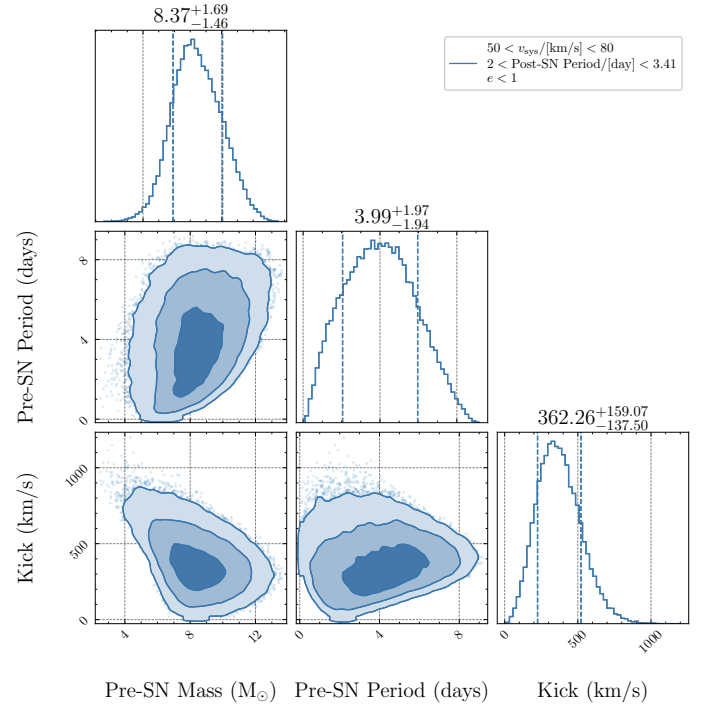 8.37+1.69−1.46
50 < vsys/[km/s] < 80
2 < Post-SN Period/[day] < 3.41
e < 1
3.99+1.97−1.94
Pre-SN Period (days)
8
4
0
362.26+159.07−137.50
Kick (km/s)
1000
500
0
4
8
12
0
4
8
0
500
1000
Pre-SN Mass (M⊙)
Pre-SN Period (days)
Kick (km/s)